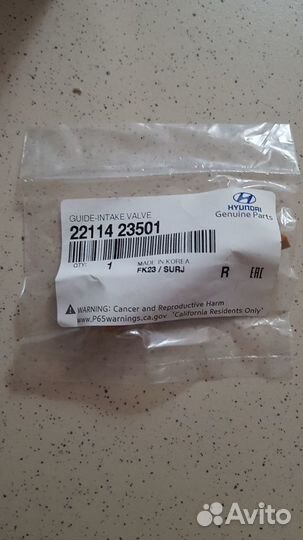 GUIDE-INTAKE VALVE
22114 23501
HYUNDAI
Genuine Parts
QTY: 1
MADE IN KOREA
FK23 / SURJ
R
EAC
WARNING: Cancer and Reproductive Harm
www.P65warnings.ca.gov "California Residents Only"
Avito